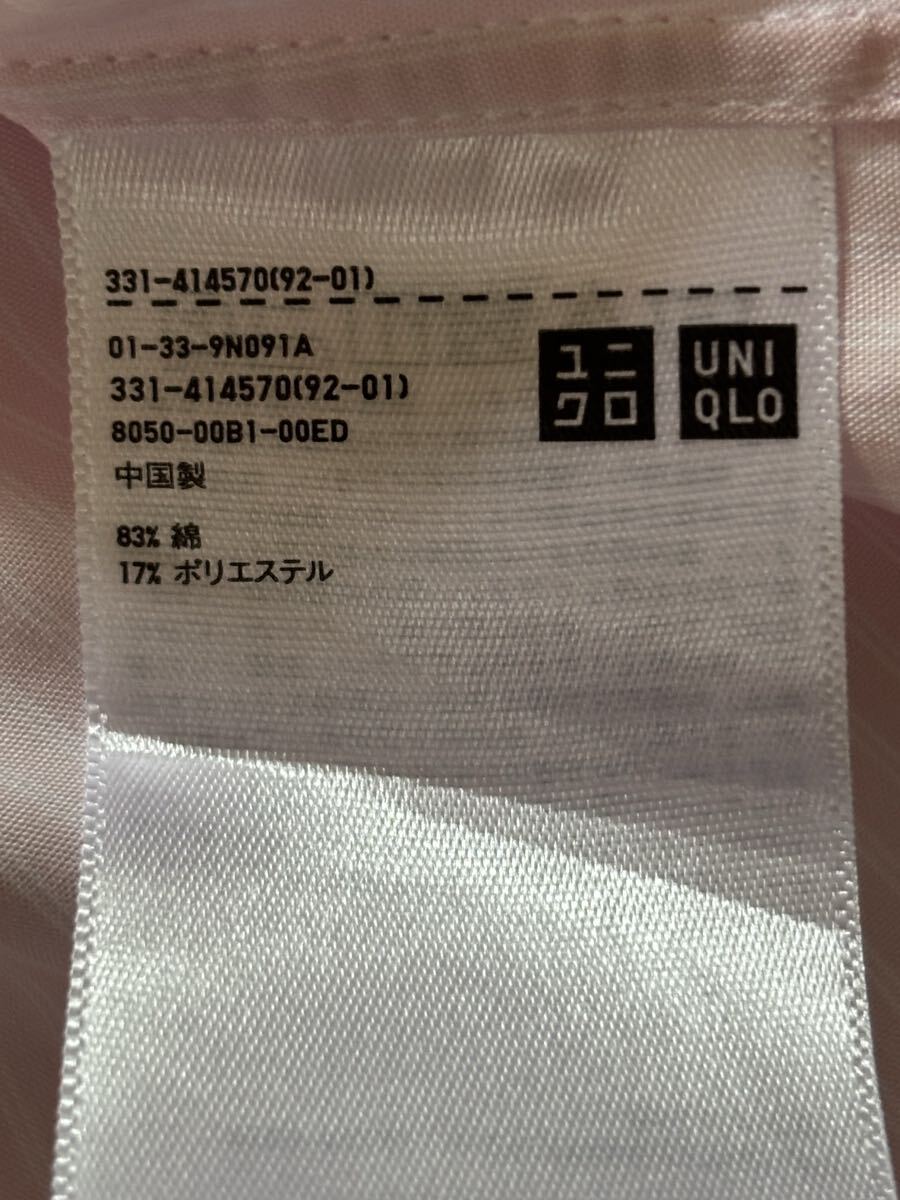 331-414570(92-01)
01-33-9N091A
331-414570(92-01)
8050-00B1-00ED
中国製
83% 綿
17% ポリエステル
ユニ
クロ
UNI
QLO